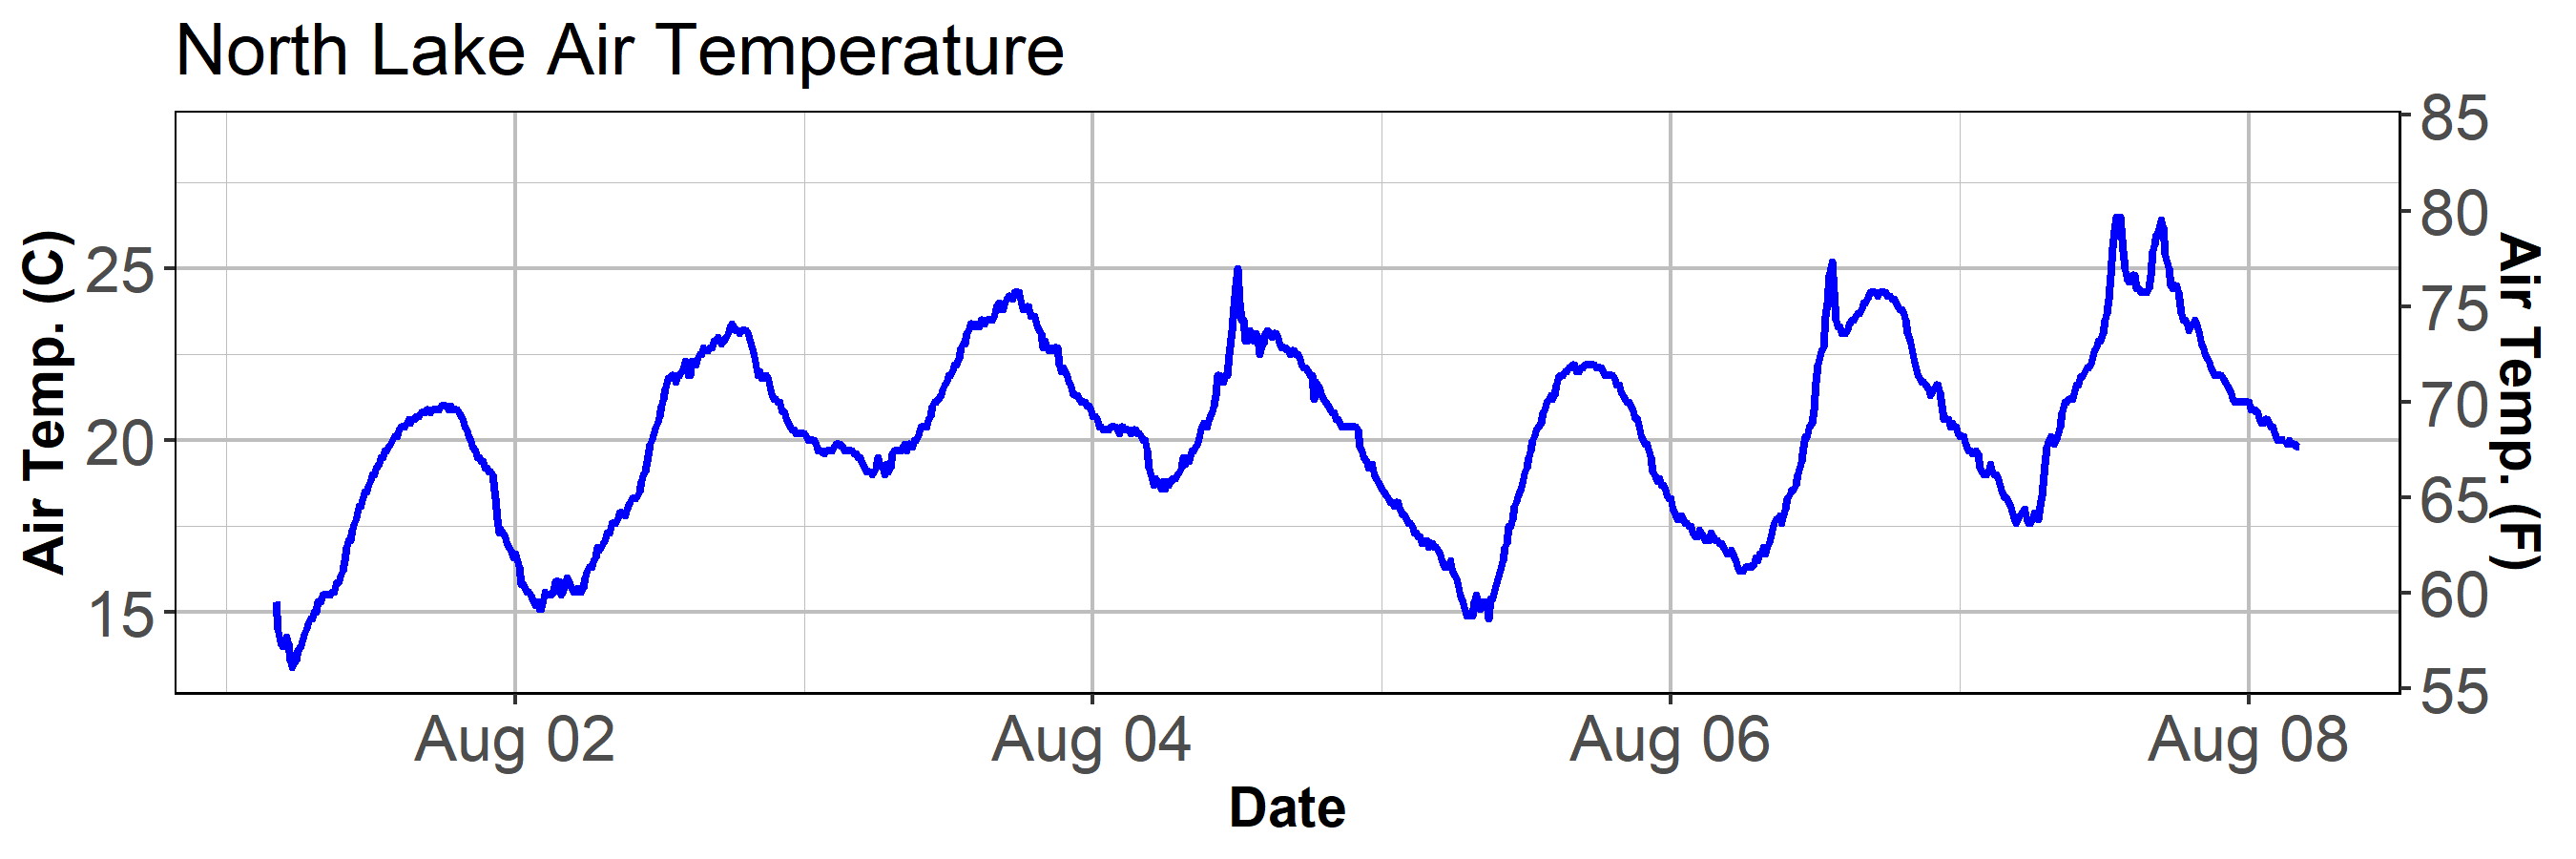 North Lake Air Temperature
Air Temp. (C)
25
20
15
85
80
75
70
65
60
55
Air Temp. (F)
Aug 02
Aug 04
Aug 06
Aug 08
Date